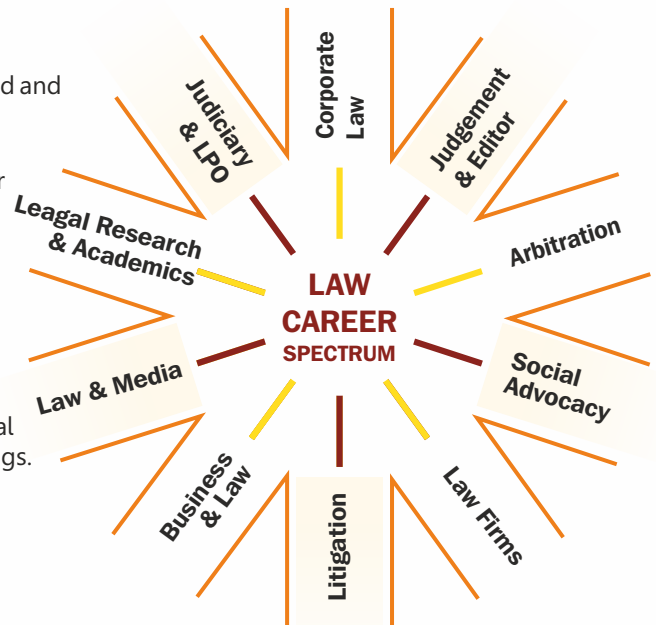 d and
r
al
gs.
LAW
CAREER
SPECTRUM
Corporate
Law
Judgement
& Editor
Arbitration
Social
Advocacy
Law Firms
Litigation
Business
& Law
Law & Media
Leagal Research
& Academics
Judiciary
& LPO